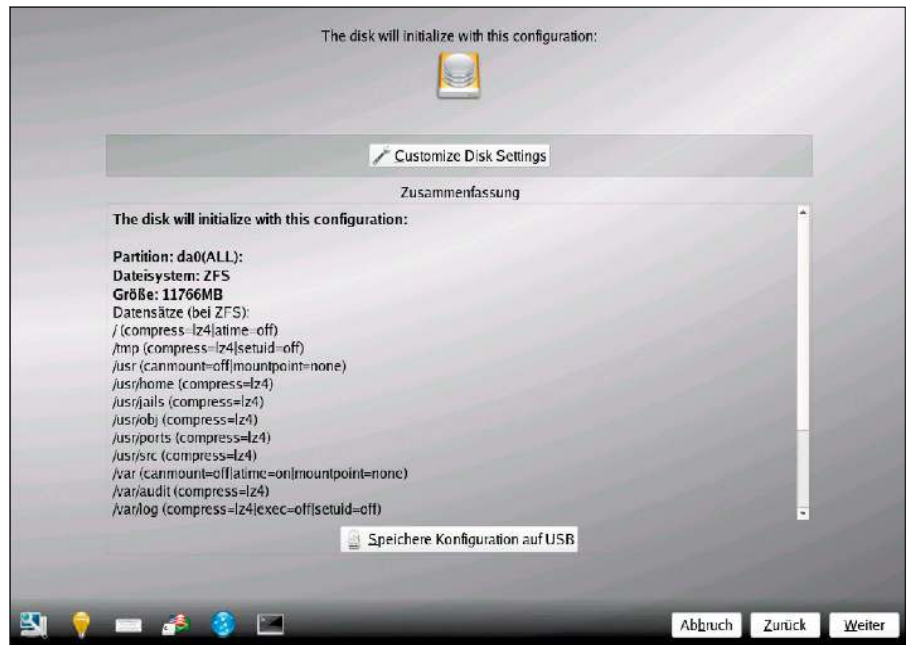 The disk will initialize with this configuration:
Customize Disk Settings
Zusammenfassung
The disk will initialize with this configuration:
Partition: da0(ALL):
Dateisystem: ZFS
Größe: 11766MB
Datensätze (bei ZFS):
/ (compress=lz4|atime=off)
/tmp (compress=lz4|setuid=off)
/usr (canmount=off|mountpoint=none)
/usr/home (compress=lz4)
/usr/jails (compress=lz4)
/usr/obj (compress=lz4)
/usr/ports (compress=lz4)
/usr/src (compress=lz4)
/var (canmount=off|atime=on|mountpoint=none)
/var/audit (compress=lz4)
/var/log (compress=lz4|exec=off|setuid=off)
Speichere Konfiguration auf USB
Abbruch Zurück Weiter